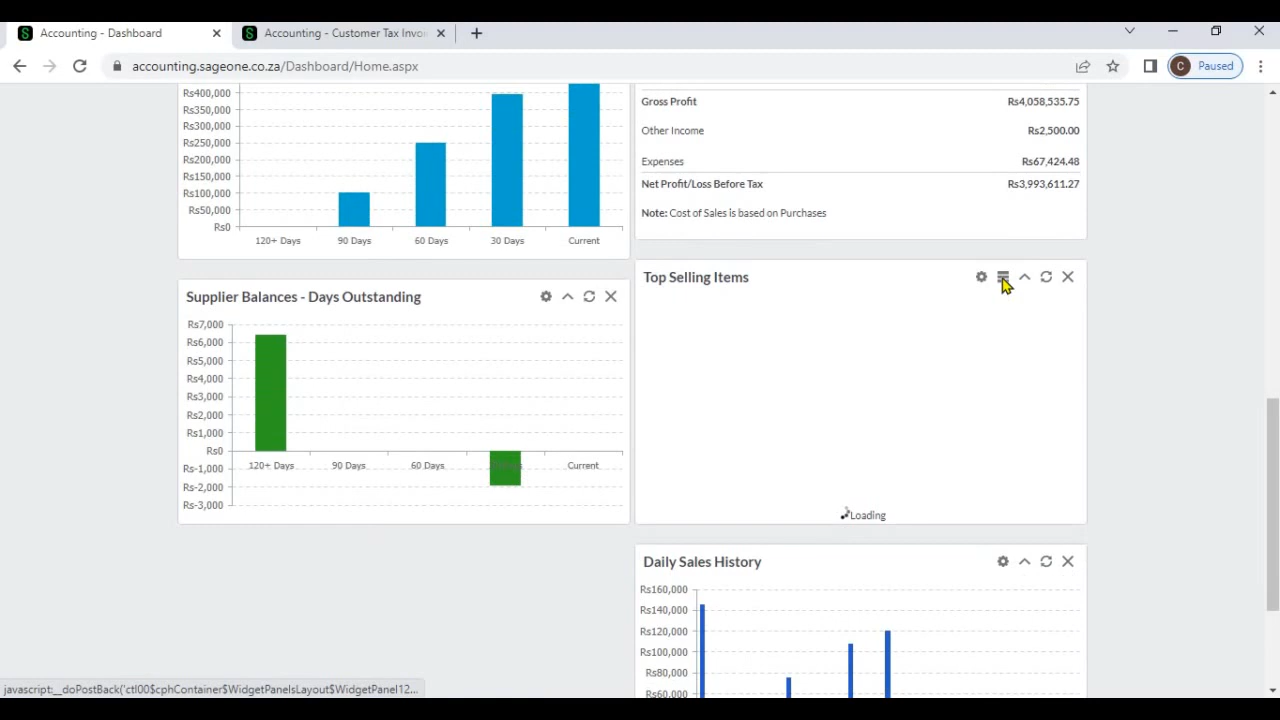 Accounting - Dashboard
Accounting - Customer Tax Invoi
accounting.sageone.co.za/Dashboard/Home.aspx
C
Paused
Rs400,000
Rs350,000
Rs300,000
Rs250,000
Rs200,000
Rs150,000
Rs100,000
Rs50,000
Rs0
120+ Days 90 Days 60 Days 30 Days Current
Gross Profit Rs4,058,535.75
Other Income Rs2,500.00
Expenses Rs67,424.48
Net Profit/Loss Before Tax Rs3,993,611.27
Note: Cost of Sales is based on Purchases
Supplier Balances - Days Outstanding
Rs7,000
Rs6,000
Rs5,000
Rs4,000
Rs3,000
Rs2,000
Rs1,000
Rs0
Rs-1,000
Rs-2,000
Rs-3,000
120+ Days 90 Days 60 Days Current
Top Selling Items
Loading
Daily Sales History
Rs160,000
Rs140,000
Rs120,000
Rs100,000
Rs80,000
Rs60,000
javascript:__doPostBack('ctl00$cphContainer$WidgetPanelsLayout$WidgetPanel12...